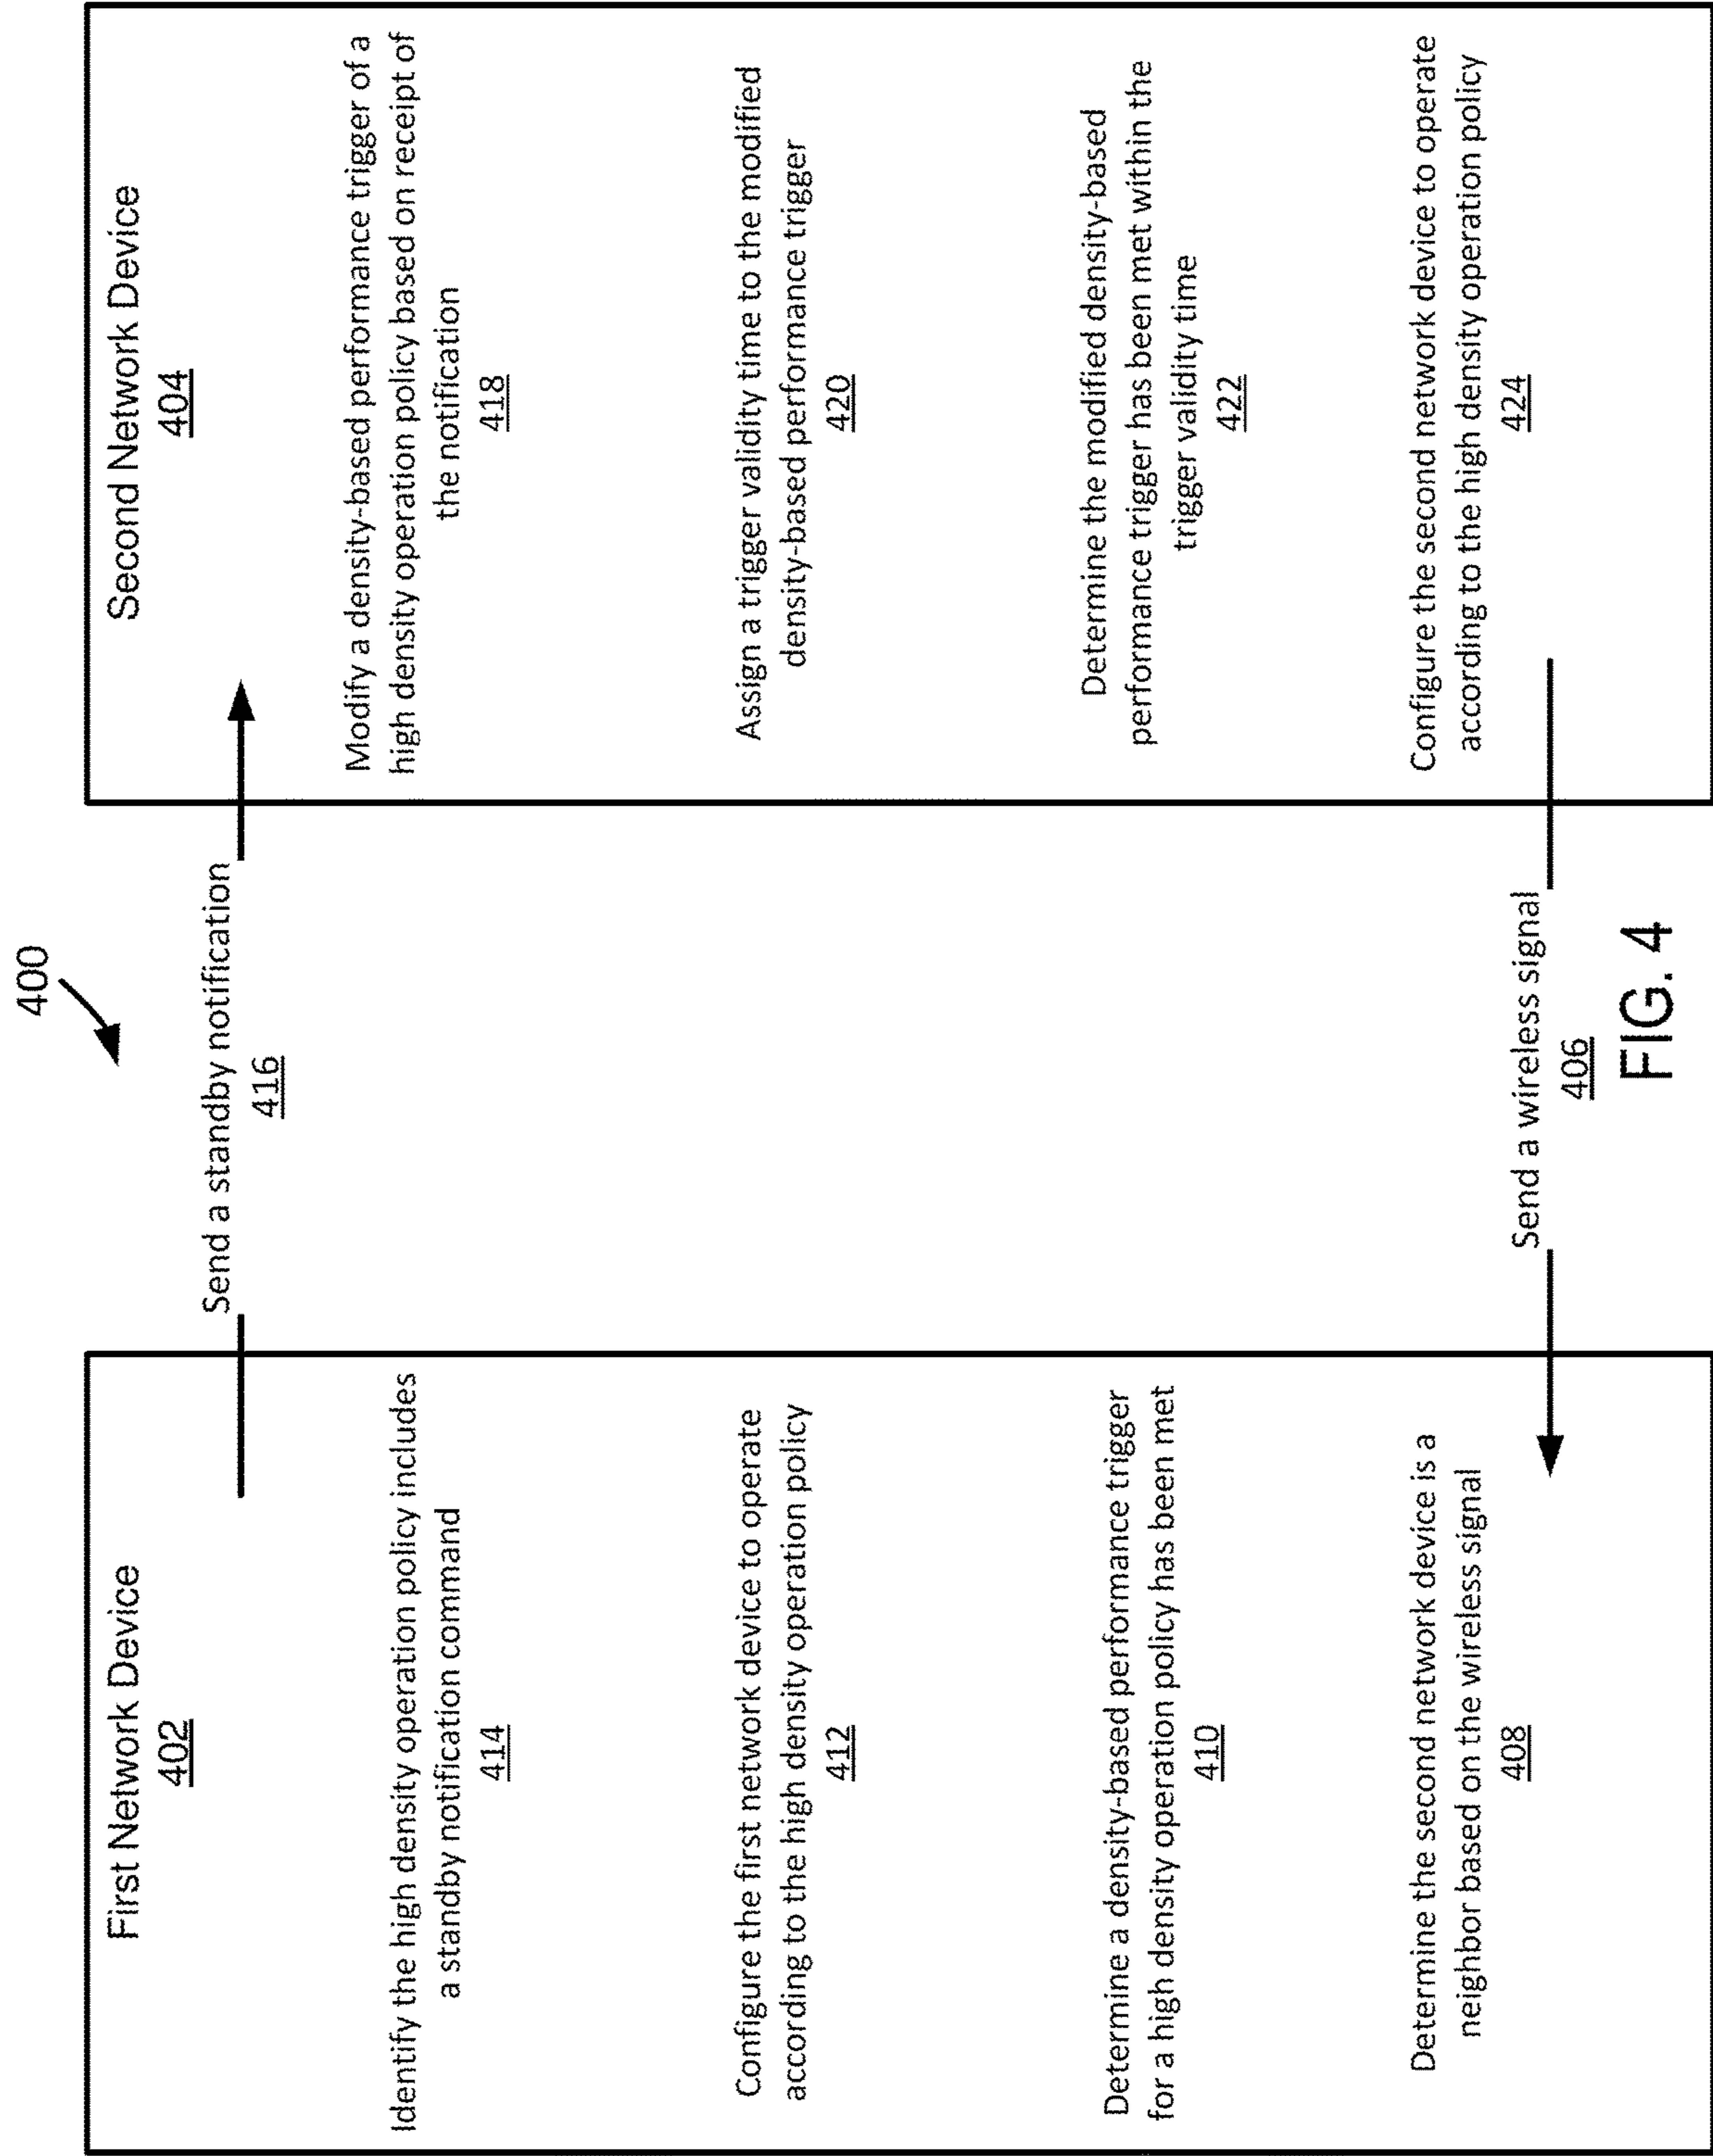 400
First Network Device
402
Identify the high density operation policy includes
a standby notification command
414
Configure the first network device to operate
according to the high density operation policy
412
Determine a density-based performance trigger
for a high density operation policy has been met
410
Determine the second network device is a
neighbor based on the wireless signal
408
Send a standby notification
416
Send a wireless signal
406
Second Network Device
404
Modify a density-based performance trigger of a
high density operation policy based on receipt of
the notification
418
Assign a trigger validity time to the modified
density-based performance trigger
420
Determine the modified density-based
performance trigger has been met within the
trigger validity time
422
Configure the second network device to operate
according to the high density operation policy
424
FIG. 4